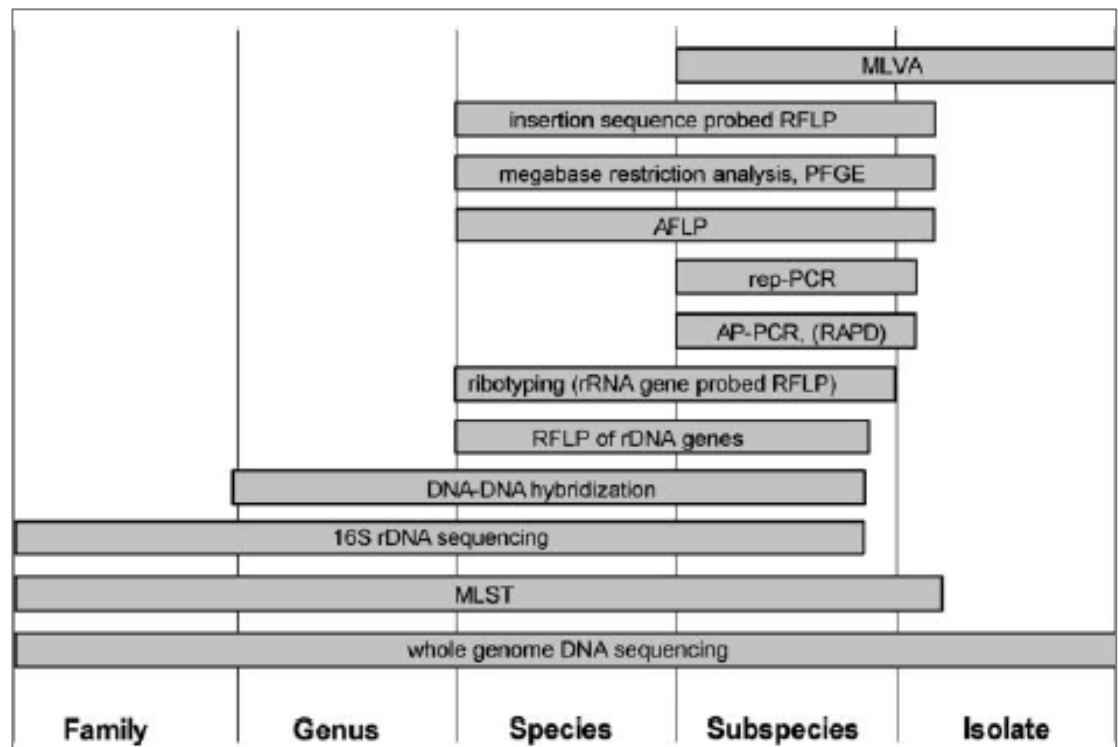 MLVA
insertion sequence probed RFLP
megabase restriction analysis, PFGE
AFLP
rep-PCR
AP-PCR, (RAPD)
ribotyping (rRNA gene probed RFLP)
RFLP of rDNA genes
DNA-DNA hybridization
16S rDNA sequencing
MLST
whole genome DNA sequencing
Family Genus Species Subspecies Isolate